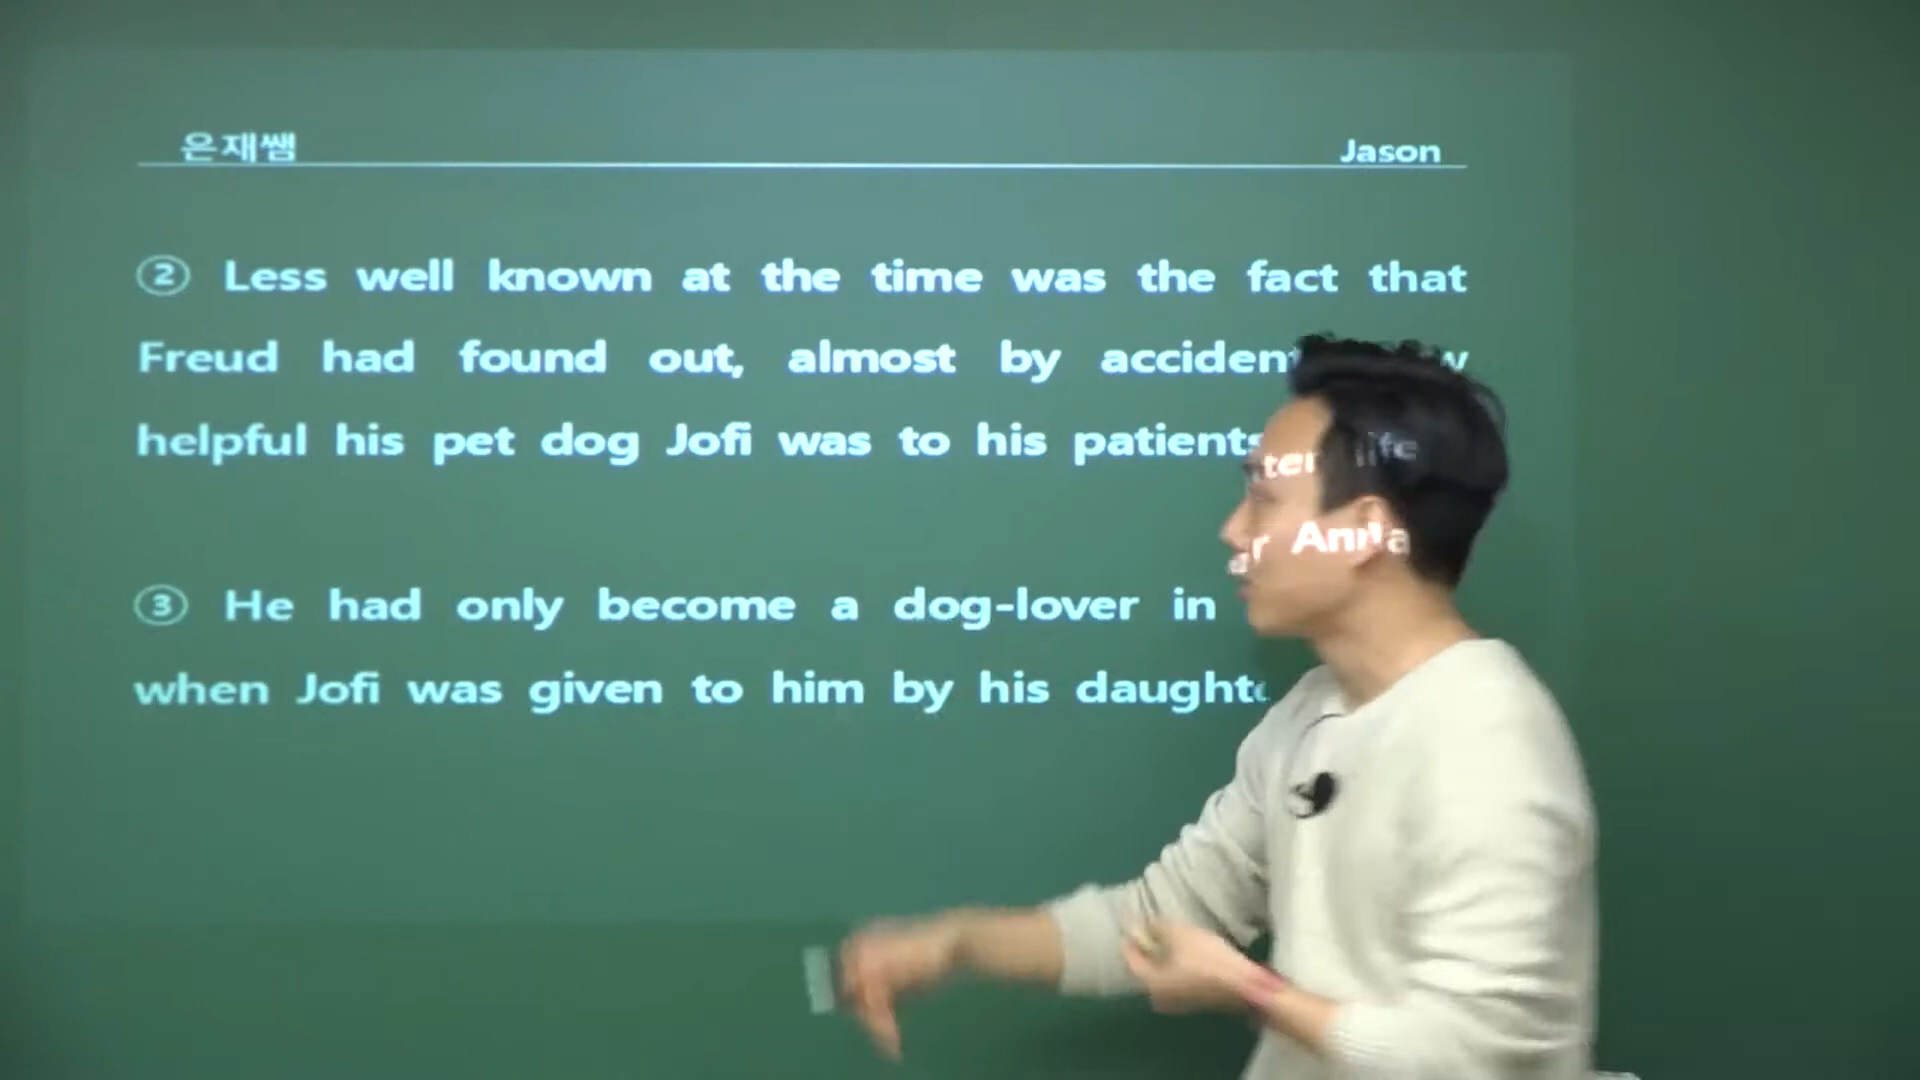 은재쌤 Jason
② Less well known at the time was the fact that
Freud had found out, almost by accident
helpful his pet dog Jofi was to his patients
③ He had only become a dog-lover in life
when Jofi was given to him by his Anna